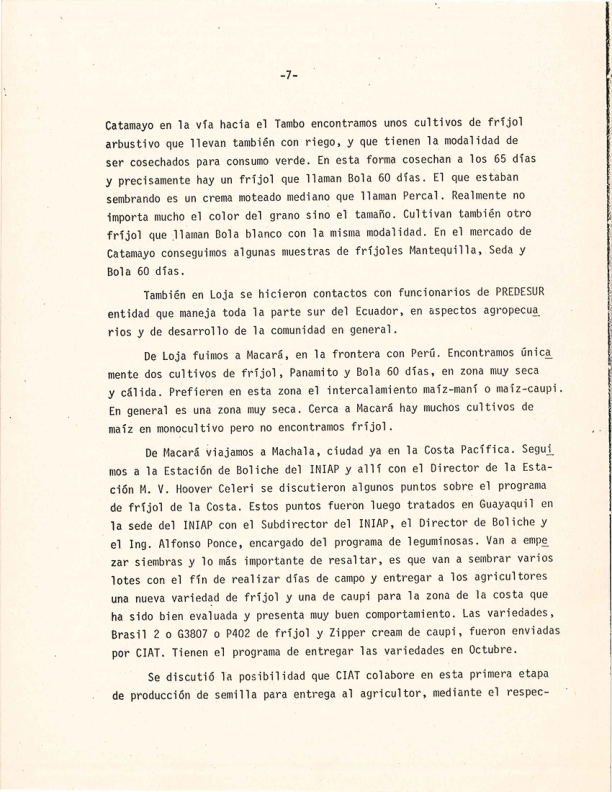 -7-
Catamayo en la vía hacia el Tambo encontramos unos cultivos de fríjol
arbustivo que llevan también con riego, y que tienen la modalidad de
ser cosechados para consumo verde. En esta forma cosechan a los 65 días
y precisamente hay un fríjol que llaman Bola 60 días. El que estaban
sembrando es un crema moteado mediano que llaman Percal. Realmente no
importa mucho el color del grano sino el tamaño. Cultivan también otro
fríjol que llaman Bola blanco con la misma modalidad. En el mercado de
Catamayo conseguimos algunas muestras de fríjoles Mantequilla, Seda y
Bola 60 días.
También en Loja se hicieron contactos con funcionarios de PREDESUR
entidad que maneja toda la parte sur del Ecuador, en aspectos agropecua
rios y de desarrollo de la comunidad en general.
De Loja fuimos a Macará, en la frontera con Perú. Encontramos única
mente dos cultivos de fríjol, Panamito y Bola 60 días, en zona muy seca
y cálida. Prefieren en esta zona el intercalamiento maíz-maní o maíz-caupi.
En general es una zona muy seca. Cerca a Macará hay muchos cultivos de
maíz en monocultivo pero no encontramos fríjol.
De Macará viajamos a Machala, ciudad ya en la Costa Pacífica. Segui
mos a la Estación de Boliche del INIAP y allí con el Director de la Esta-
ción M. V. Hoover Celeri se discutieron algunos puntos sobre el programa
de fríjol de la Costa. Estos puntos fueron luego tratados en Guayaquil en
la sede del INIAP con el Subdirector del INIAP, el Director de Boliche y
el Ing. Alfonso Ponce, encargado del programa de leguminosas. Van a empe
zar siembras y lo más importante de resaltar, es que van a sembrar varios
lotes con el fín de realizar días de campo y entregar a los agricultores
una nueva variedad de fríjol y una de caupi para la zona de la costa que
ha sido bien evaluada y presenta muy buen comportamiento. Las variedades,
Brasil 2 o G3807 o P402 de fríjol y Zipper cream de caupi, fueron enviadas
por CIAT. Tienen el programa de entregar las variedades en Octubre.
Se discutió la posibilidad que CIAT colabore en esta primera etapa
de producción de semilla para entrega al agricultor, mediante el respec-